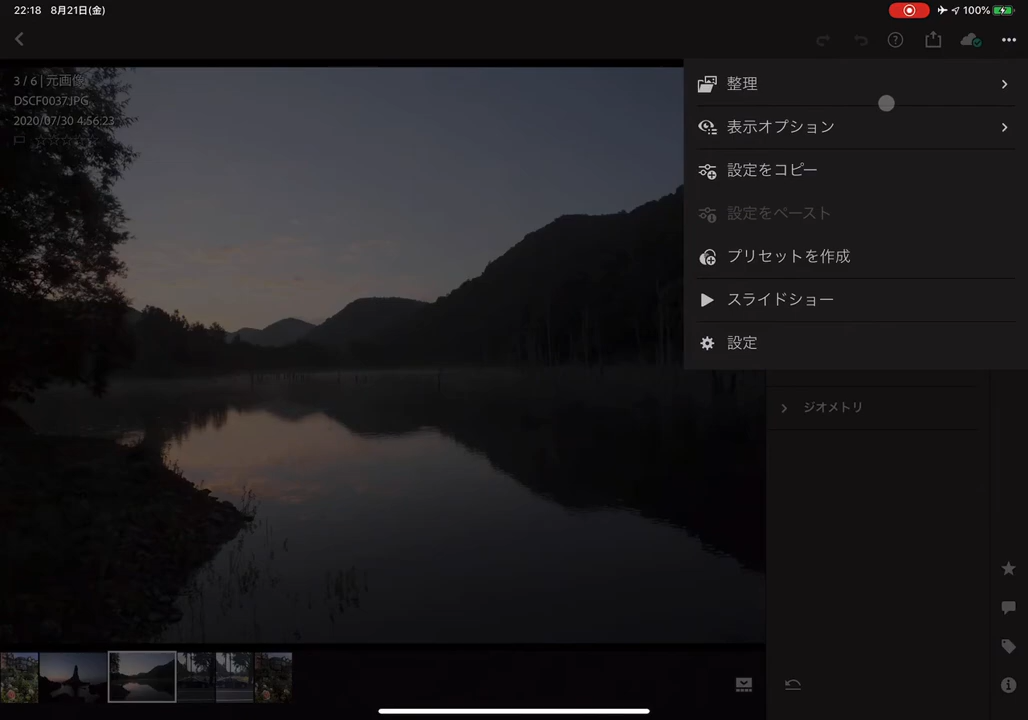 22:18 8月21日(金)
100%
3 / 6 | 元画像
DSCF0037.JPG
2020/07/30 4:56:23
整理
表示オプション
設定をコピー
設定をペースト
プリセットを作成
スライドショー
設定
ジオメトリ